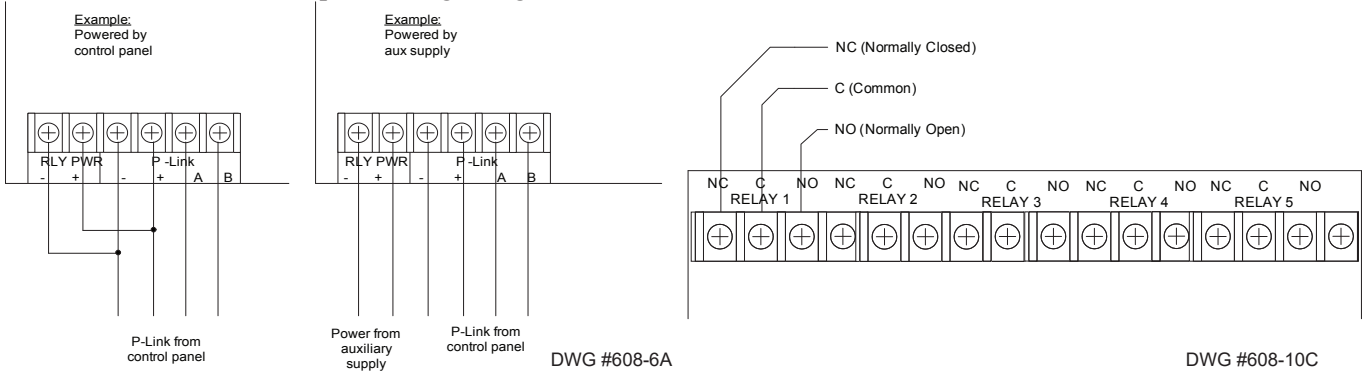 Example:
Powered by
control panel
RLY PWR P -Link
- + - + A B
P-Link from
control panel
Example:
Powered by
aux supply
RLY PWR P -Link
- + - + A B
Power from
auxiliary
supply
P-Link from
control panel
DWG #608-6A
NC (Normally Closed)
C (Common)
NO (Normally Open)
NC C NO NC C NO NC C NO NC C NO NC C NO
RELAY 1 RELAY 2 RELAY 3 RELAY 4 RELAY 5
DWG #608-10C